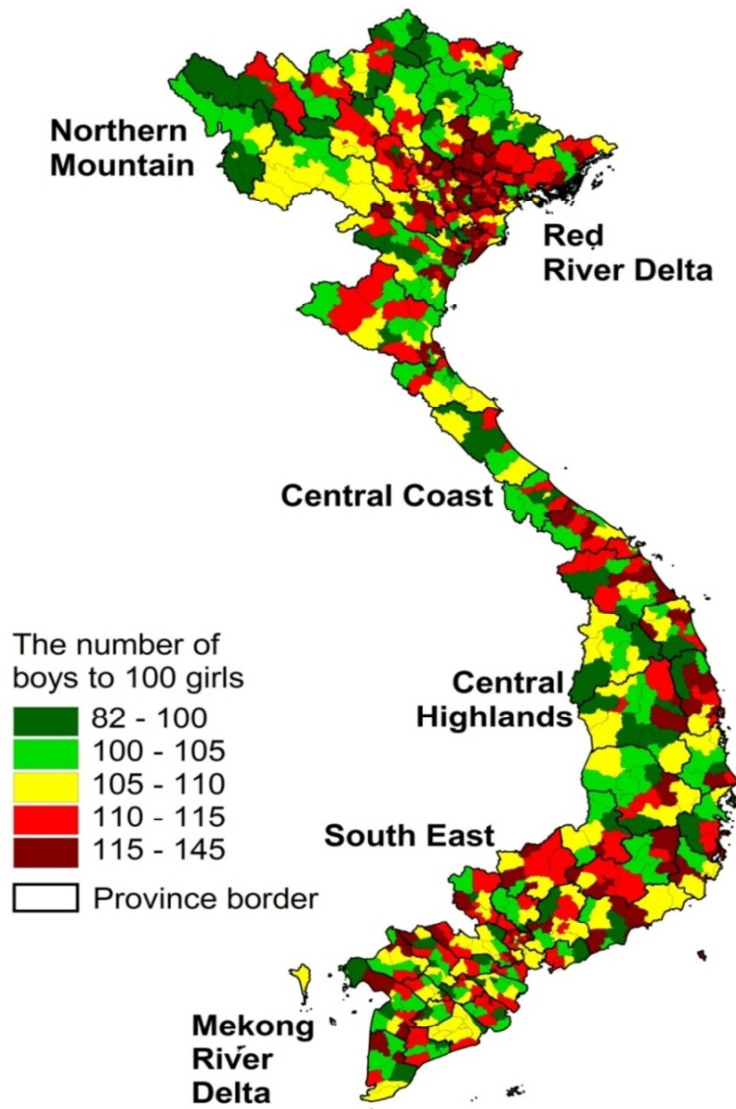 Northern
Mountain
Red
River Delta
Central Coast
The number of
boys to 100 girls
82 - 100
100 - 105
105 - 110
110 - 115
115 - 145
Province border
Central
Highlands
South East
Mekong
River
Delta